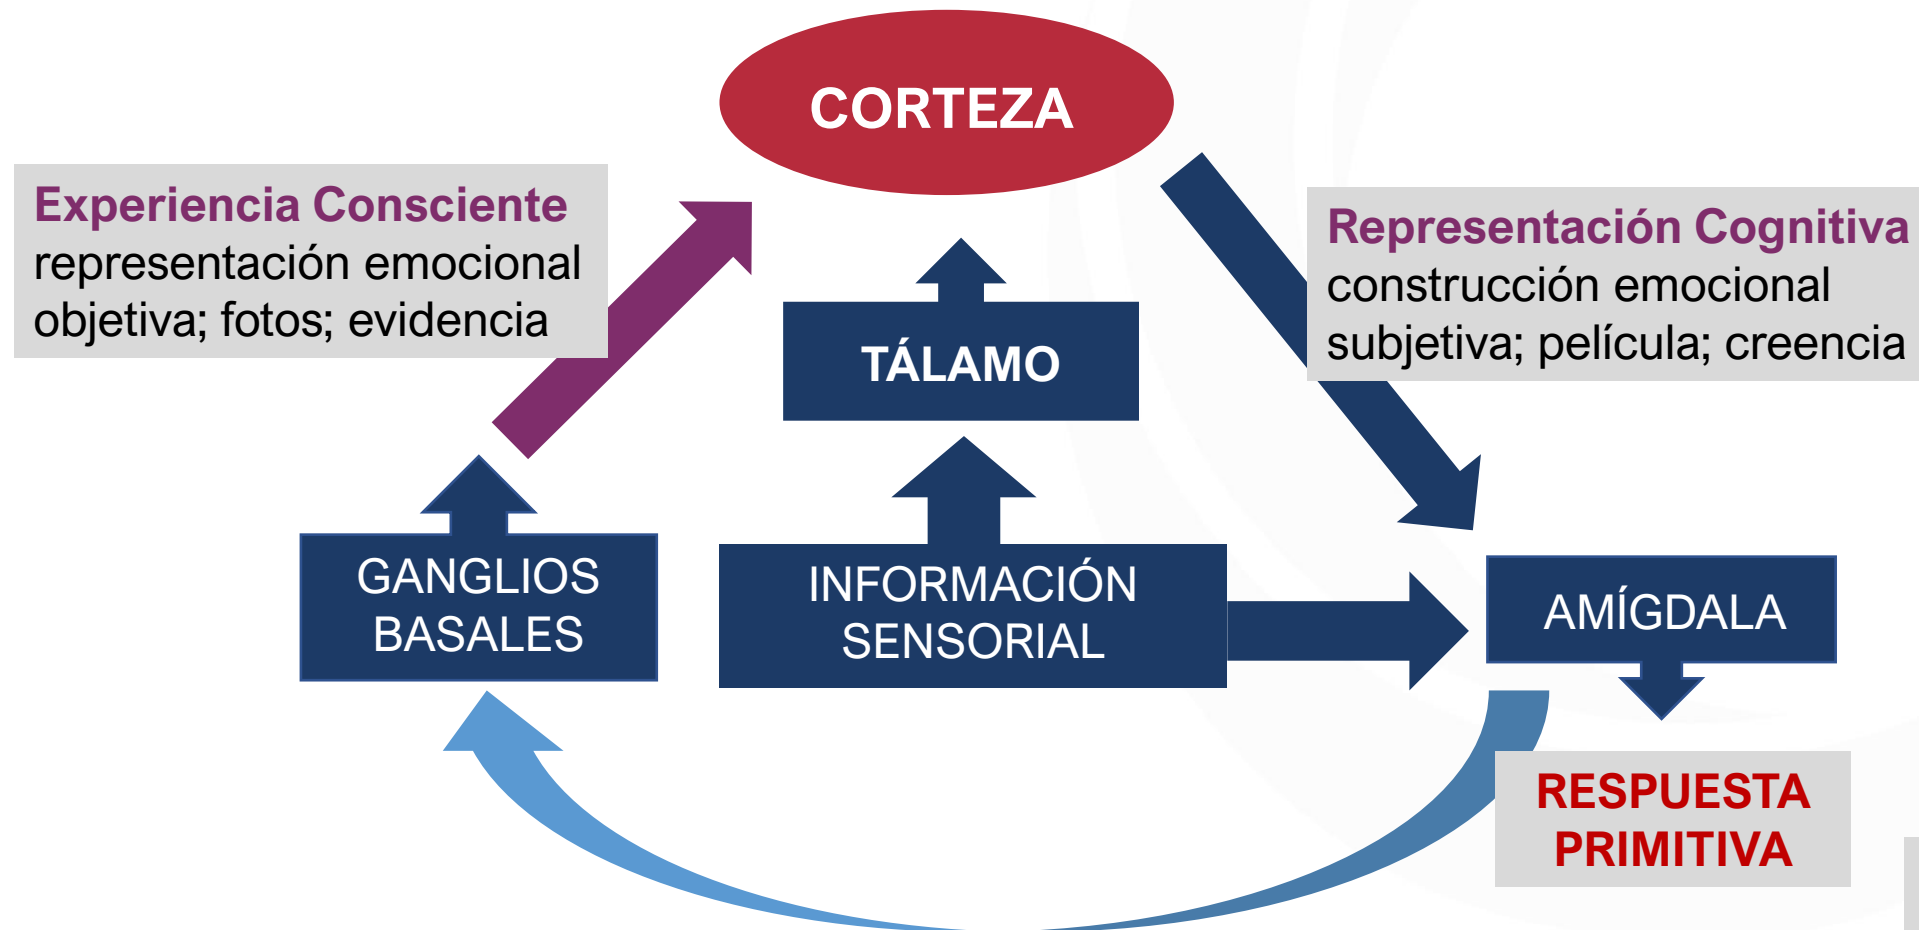 CORTEZA
Experiencia Consciente
representación emocional
objetiva; fotos; evidencia
Representación Cognitiva
construcción emocional
subjetiva; película; creencia
TÁLAMO
GANGLIOS
BASALES
INFORMACIÓN
SENSORIAL
AMÍGDALA
RESPUESTA
PRIMITIVA